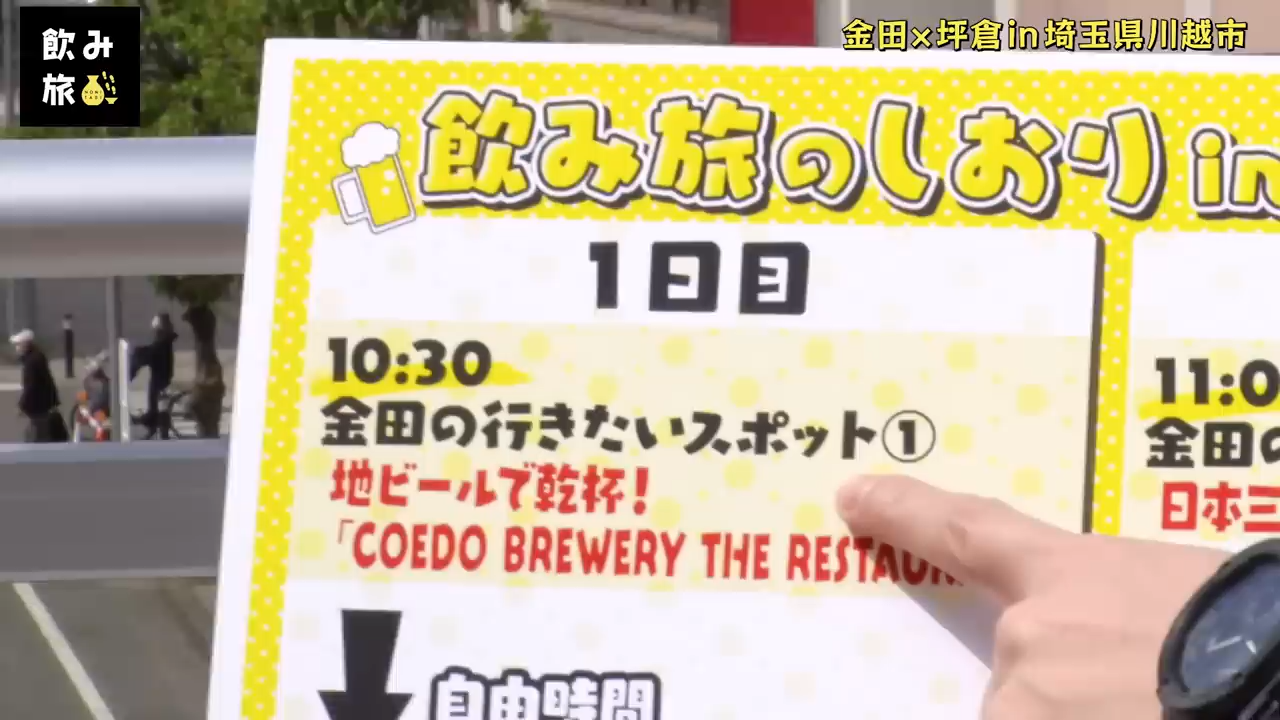 飲み
旅
金田×坪倉in埼玉県川越市
飲み旅のしおりin
1日目
10:30
金田の行きたいスポット①
地ビールで乾杯!
「COEDO BREWERY THE RESTAUR
自由時間
11:0
金田の
日本三